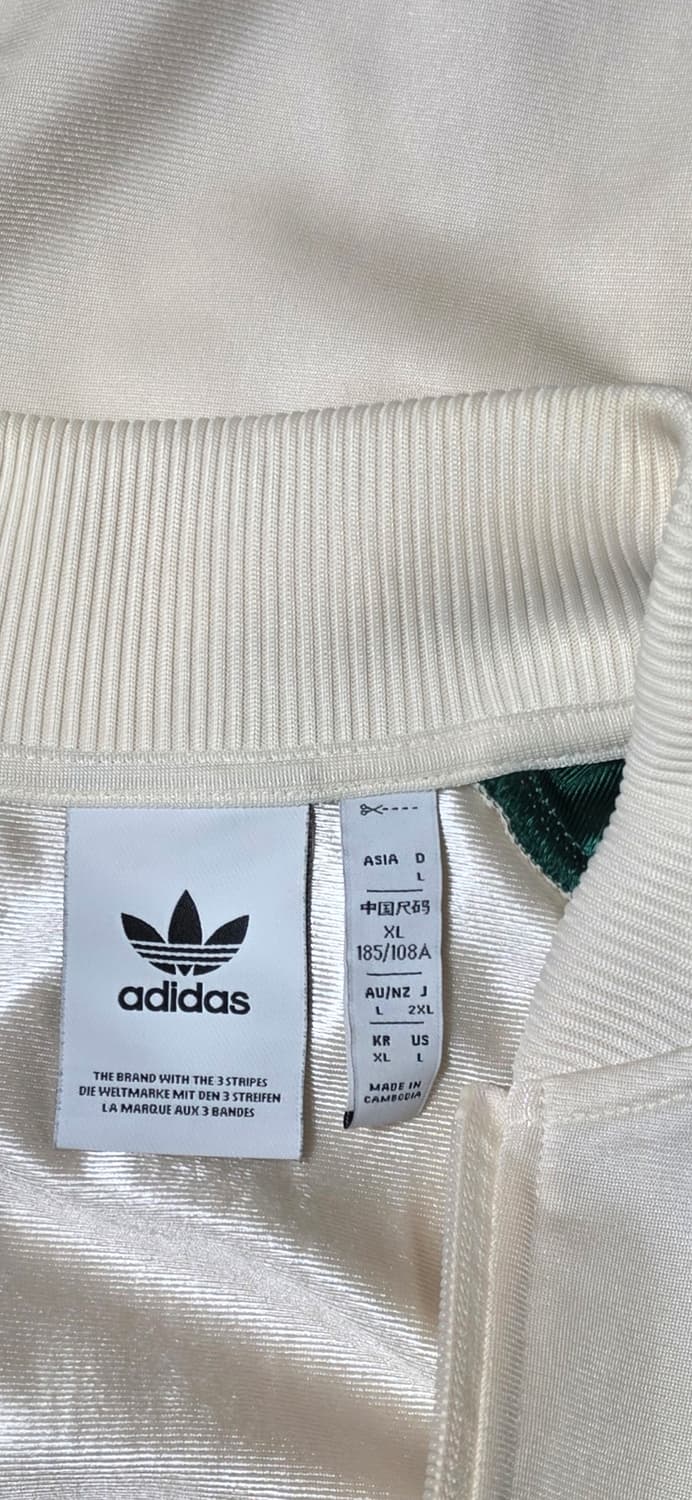 adidas
THE BRAND WITH THE 3 STRIPES
DIE WELTMARKE MIT DEN 3 STREIFEN
LA MARQUE AUX 3 BANDES
ASIA D
L
中国尺码
XL
185/108A
AU/NZ J
L 2XL
KR US
XL L
MADE IN
CAMBODIA